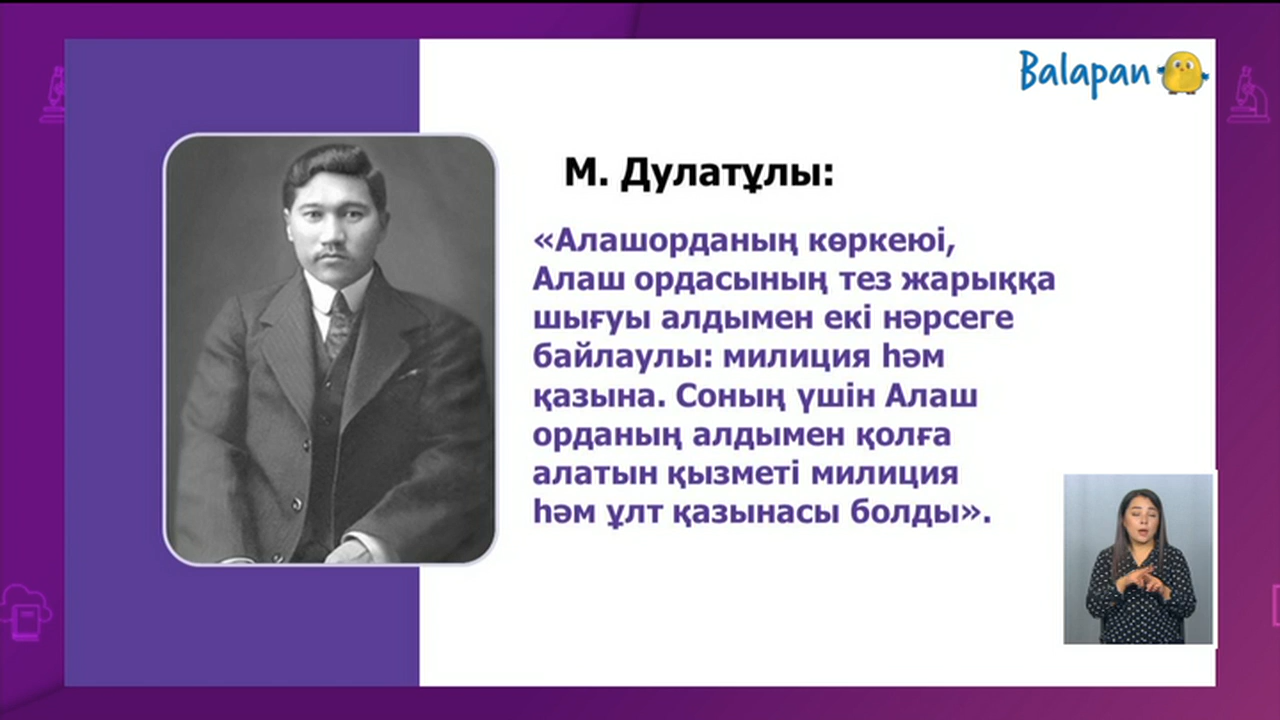 Balapan
М. Дулатұлы:
«Алашорданың көркеюі,
Алаш ордасының тез жарыққа
шығуы алдымен екі нәрсеге
байлаулы: милиция һәм
қазына. Соның үшін Алаш
орданың алдымен қолға
алатын қызметі милиция
һәм ұлт қазынасы болды».